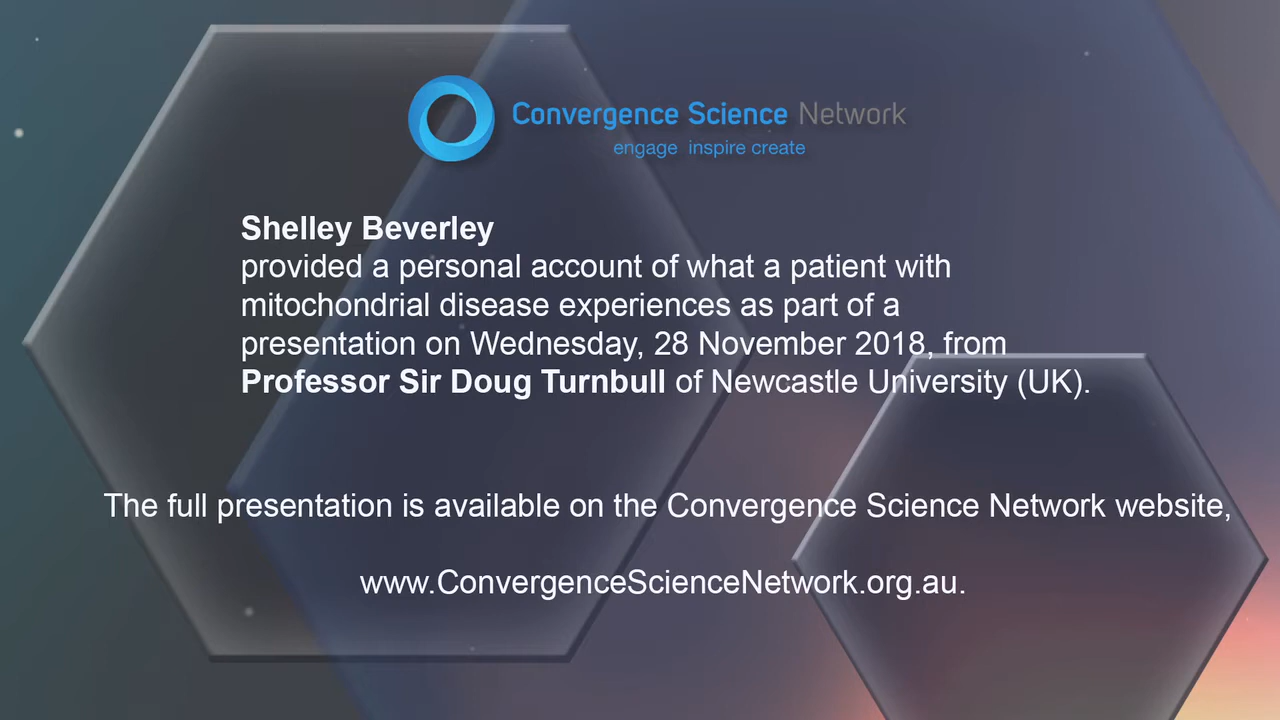 Convergence Science Network
engage inspire create
Shelley Beverley
provided a personal account of what a patient with
mitochondrial disease experiences as part of a
presentation on Wednesday, 28 November 2018, from
Professor Sir Doug Turnbull of Newcastle University (UK).
The full presentation is available on the Convergence Science Network website,
www.ConvergenceScienceNetwork.org.au.